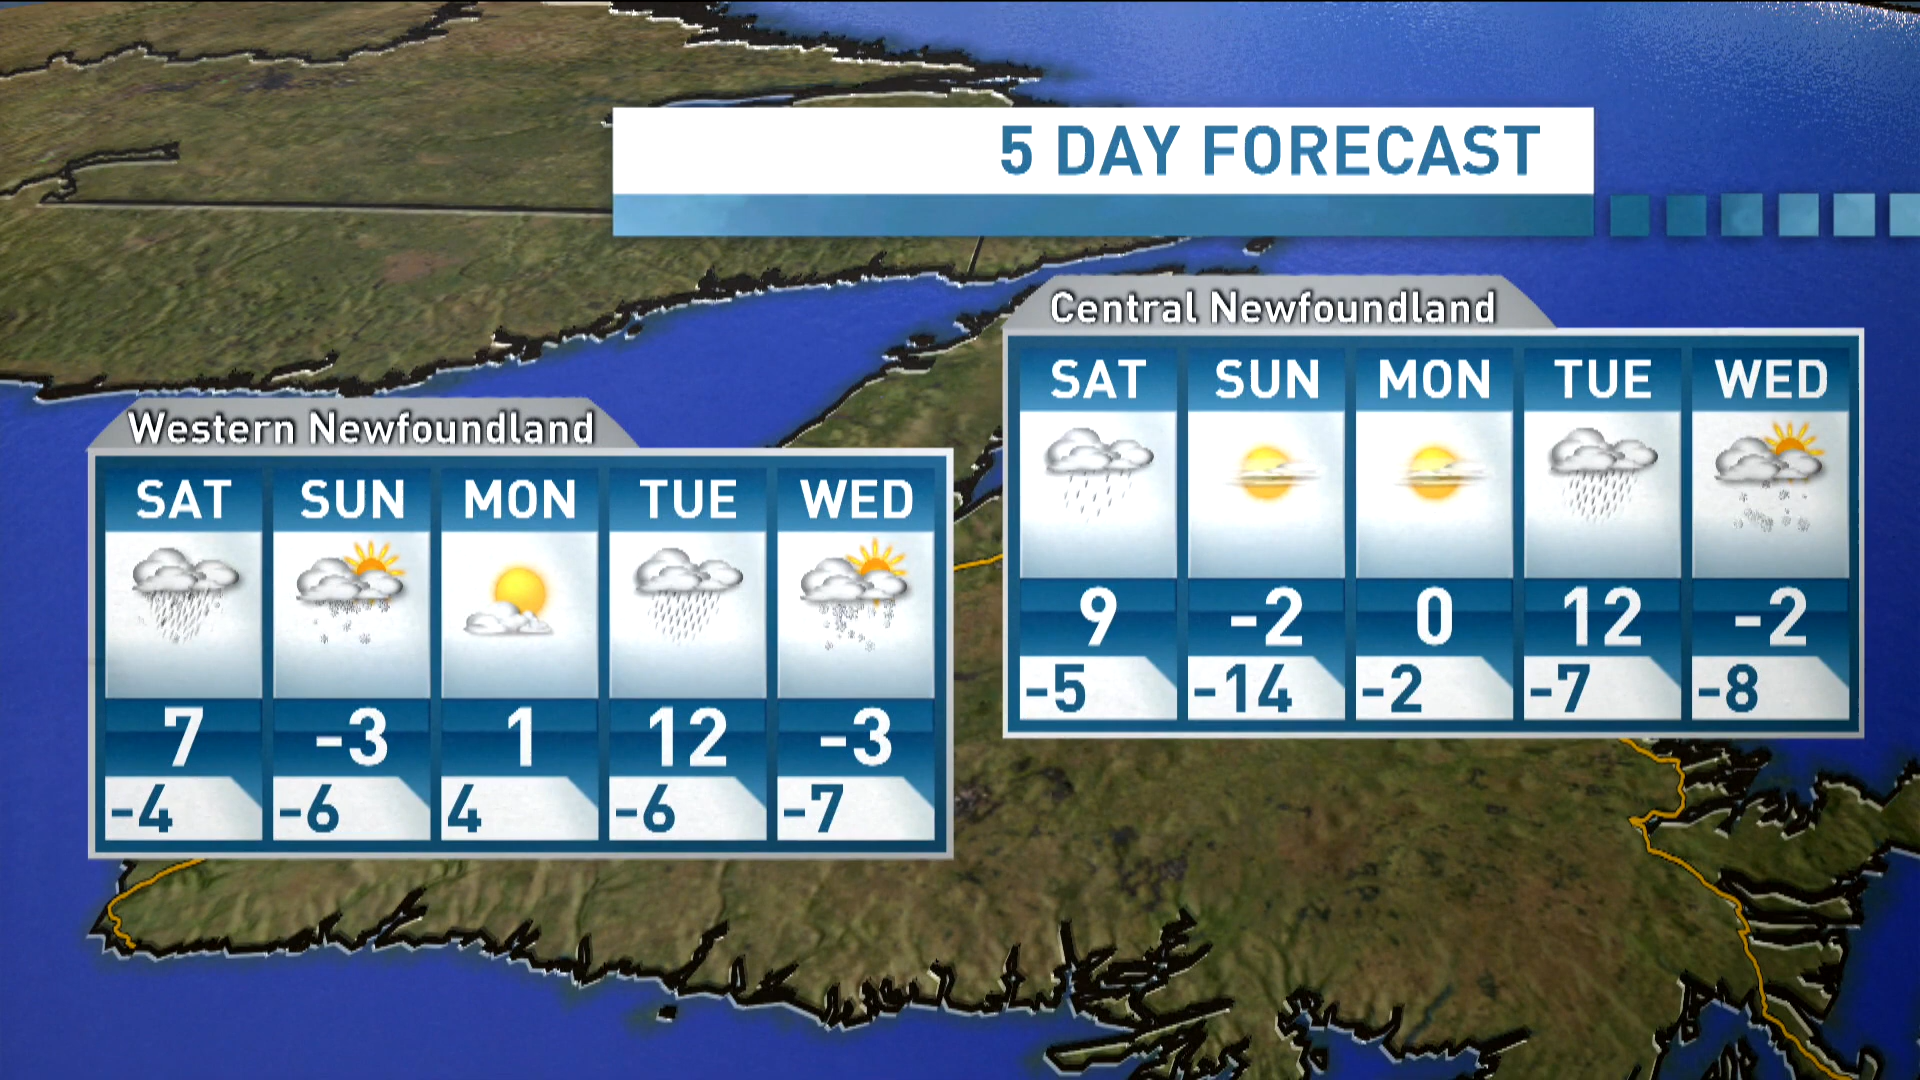 5 DAY FORECAST
Western Newfoundland
SAT SUN MON TUE WED
7 -3 1 12 -3
-4 -6 4 -6 -7
Central Newfoundland
SAT SUN MON TUE WED
9 -2 0 12 -2
-5 -14 -2 -7 -8